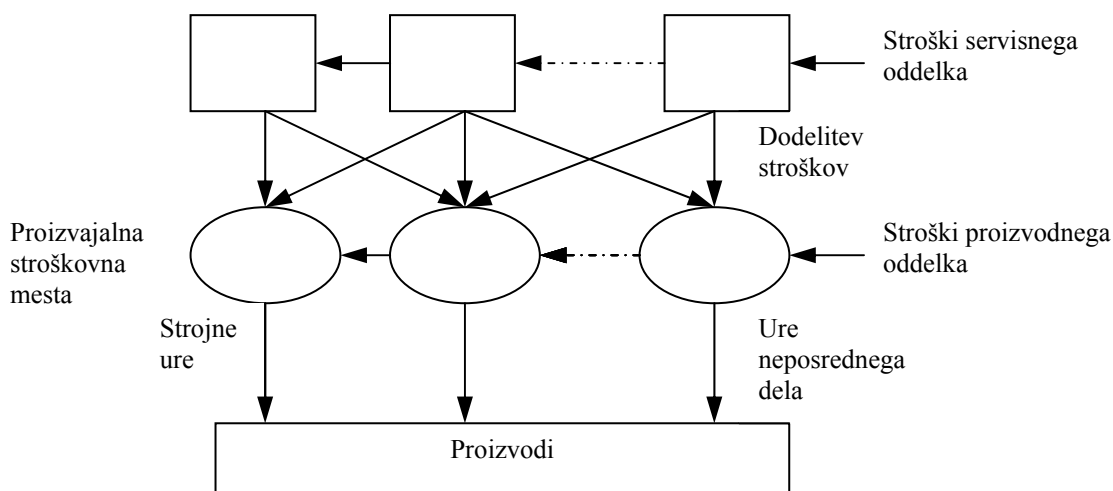 Stroški servisnega
oddelka
Dodelitev
stroškov
Proizvajalna
stroškovna
mesta
Stroški proizvodnega
oddelka
Strojne
ure
Ure
neposrednega
dela
Proizvodi